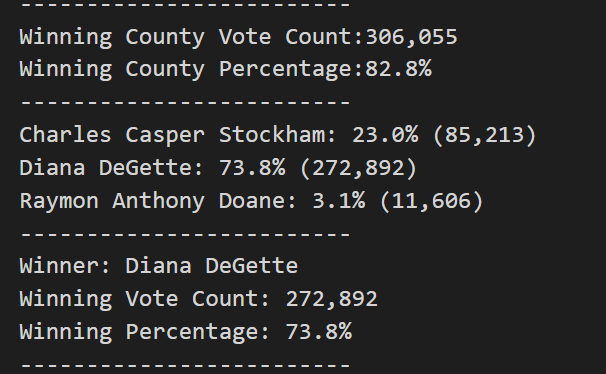 -------------------------
Winning County Vote Count:306,055
Winning County Percentage:82.8%
-------------------------
Charles Casper Stockham: 23.0% (85,213)
Diana DeGette: 73.8% (272,892)
Raymon Anthony Doane: 3.1% (11,606)
-------------------------
Winner: Diana DeGette
Winning Vote Count: 272,892
Winning Percentage: 73.8%
-------------------------